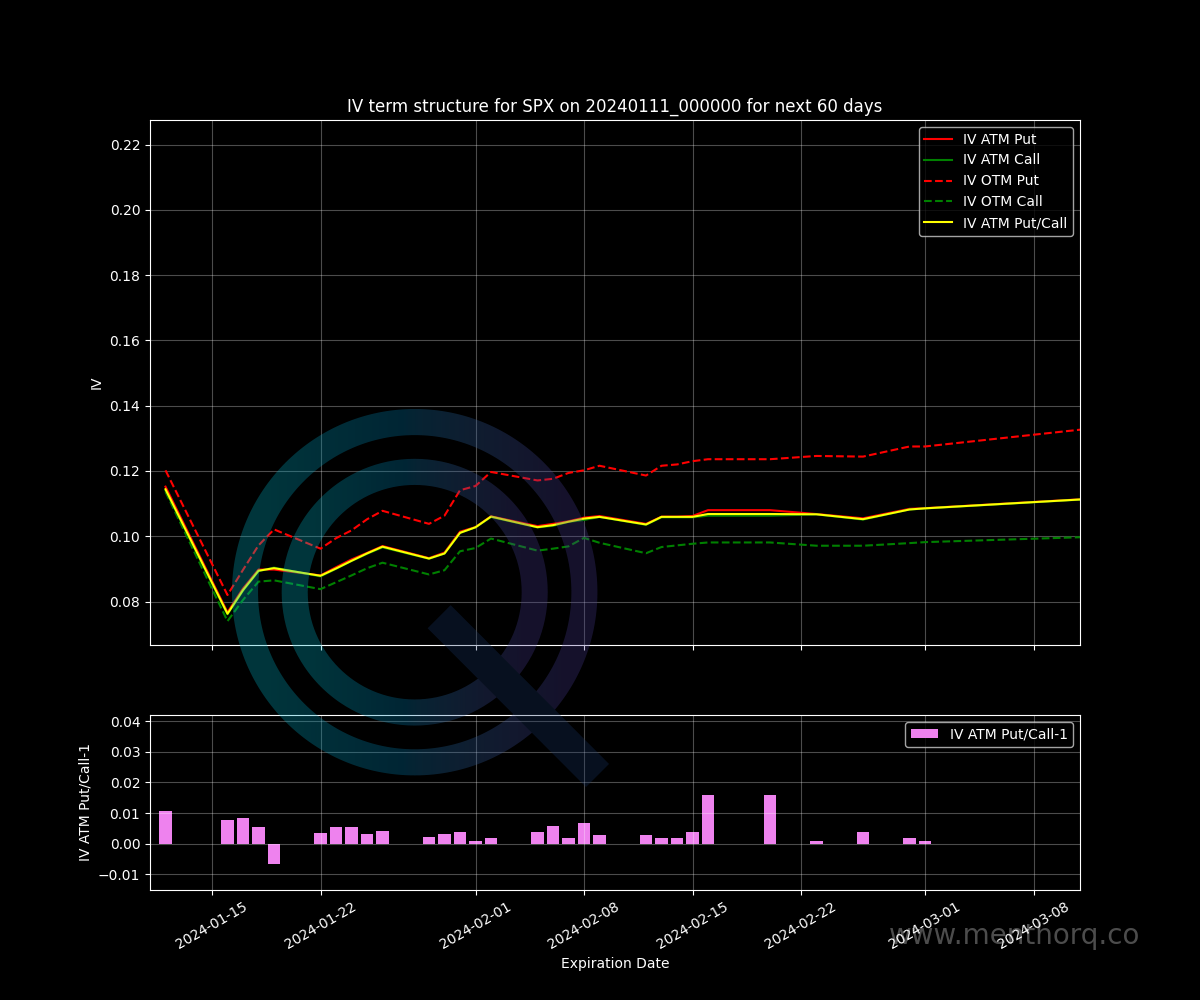 IV term structure for SPX on 20240111_000000 for next 60 days
IV ATM Put
IV ATM Call
IV OTM Put
IV OTM Call
IV ATM Put/Call
0.22
0.20
0.18
0.16
0.14
0.12
0.10
0.08
IV
IV ATM Put/Call-1
0.04
0.03
0.02
0.01
0.00
−0.01
IV ATM Put/Call-1
2024-01-15
2024-01-22
2024-02-01
2024-02-08
2024-02-15
2024-02-22
2024-03-01
2024-03-08
www.menthorq.co
Expiration Date